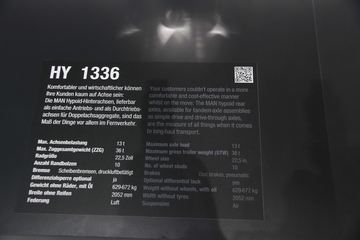 HY 1336
Komfortabler und wirtschaftlicher können
Ihre Kunden kaum auf Achse sein:
Die MAN Hypoid-Hinterachsen, lieferbar
als einfache Antriebs- und als Durchtriebs-
achsen für Doppelachsaggregate, sind das
Maß der Dinge vor allem im Fernverkehr.
Max. Achsenbelastung 13 t
Max. Zuggesamtgewicht (ZZG) 36 t
Radgröße 22,5 Zoll
Anzahl Radbolzen 10
Bremse Scheibenbremsen, druckluftbetätigt
Differenzialsperre optional ja
Gewicht ohne Räder, mit Öl 629-672 kg
Breite ohne Reifen 2052 mm
Federung Luft
Your customers couldn't operate in a more
comfortable and cost-effective manner
whilst on the move: The MAN hypoid rear
axles, available for tandem-axle assemblies
as simple drive and drive-through axles,
are the measure of all things when it comes
to long-haul transport.
Maximum axle load 13 t
Maximum gross trailer weight (GTW) 36 t
Wheel size 22,5 in.
No. of wheel studs 10
Brakes Disc brakes, pneumatic
Optional differential lock yes
Weight without wheels, with oil 629-672 kg
Width without tyres 2052 mm
Suspension Air